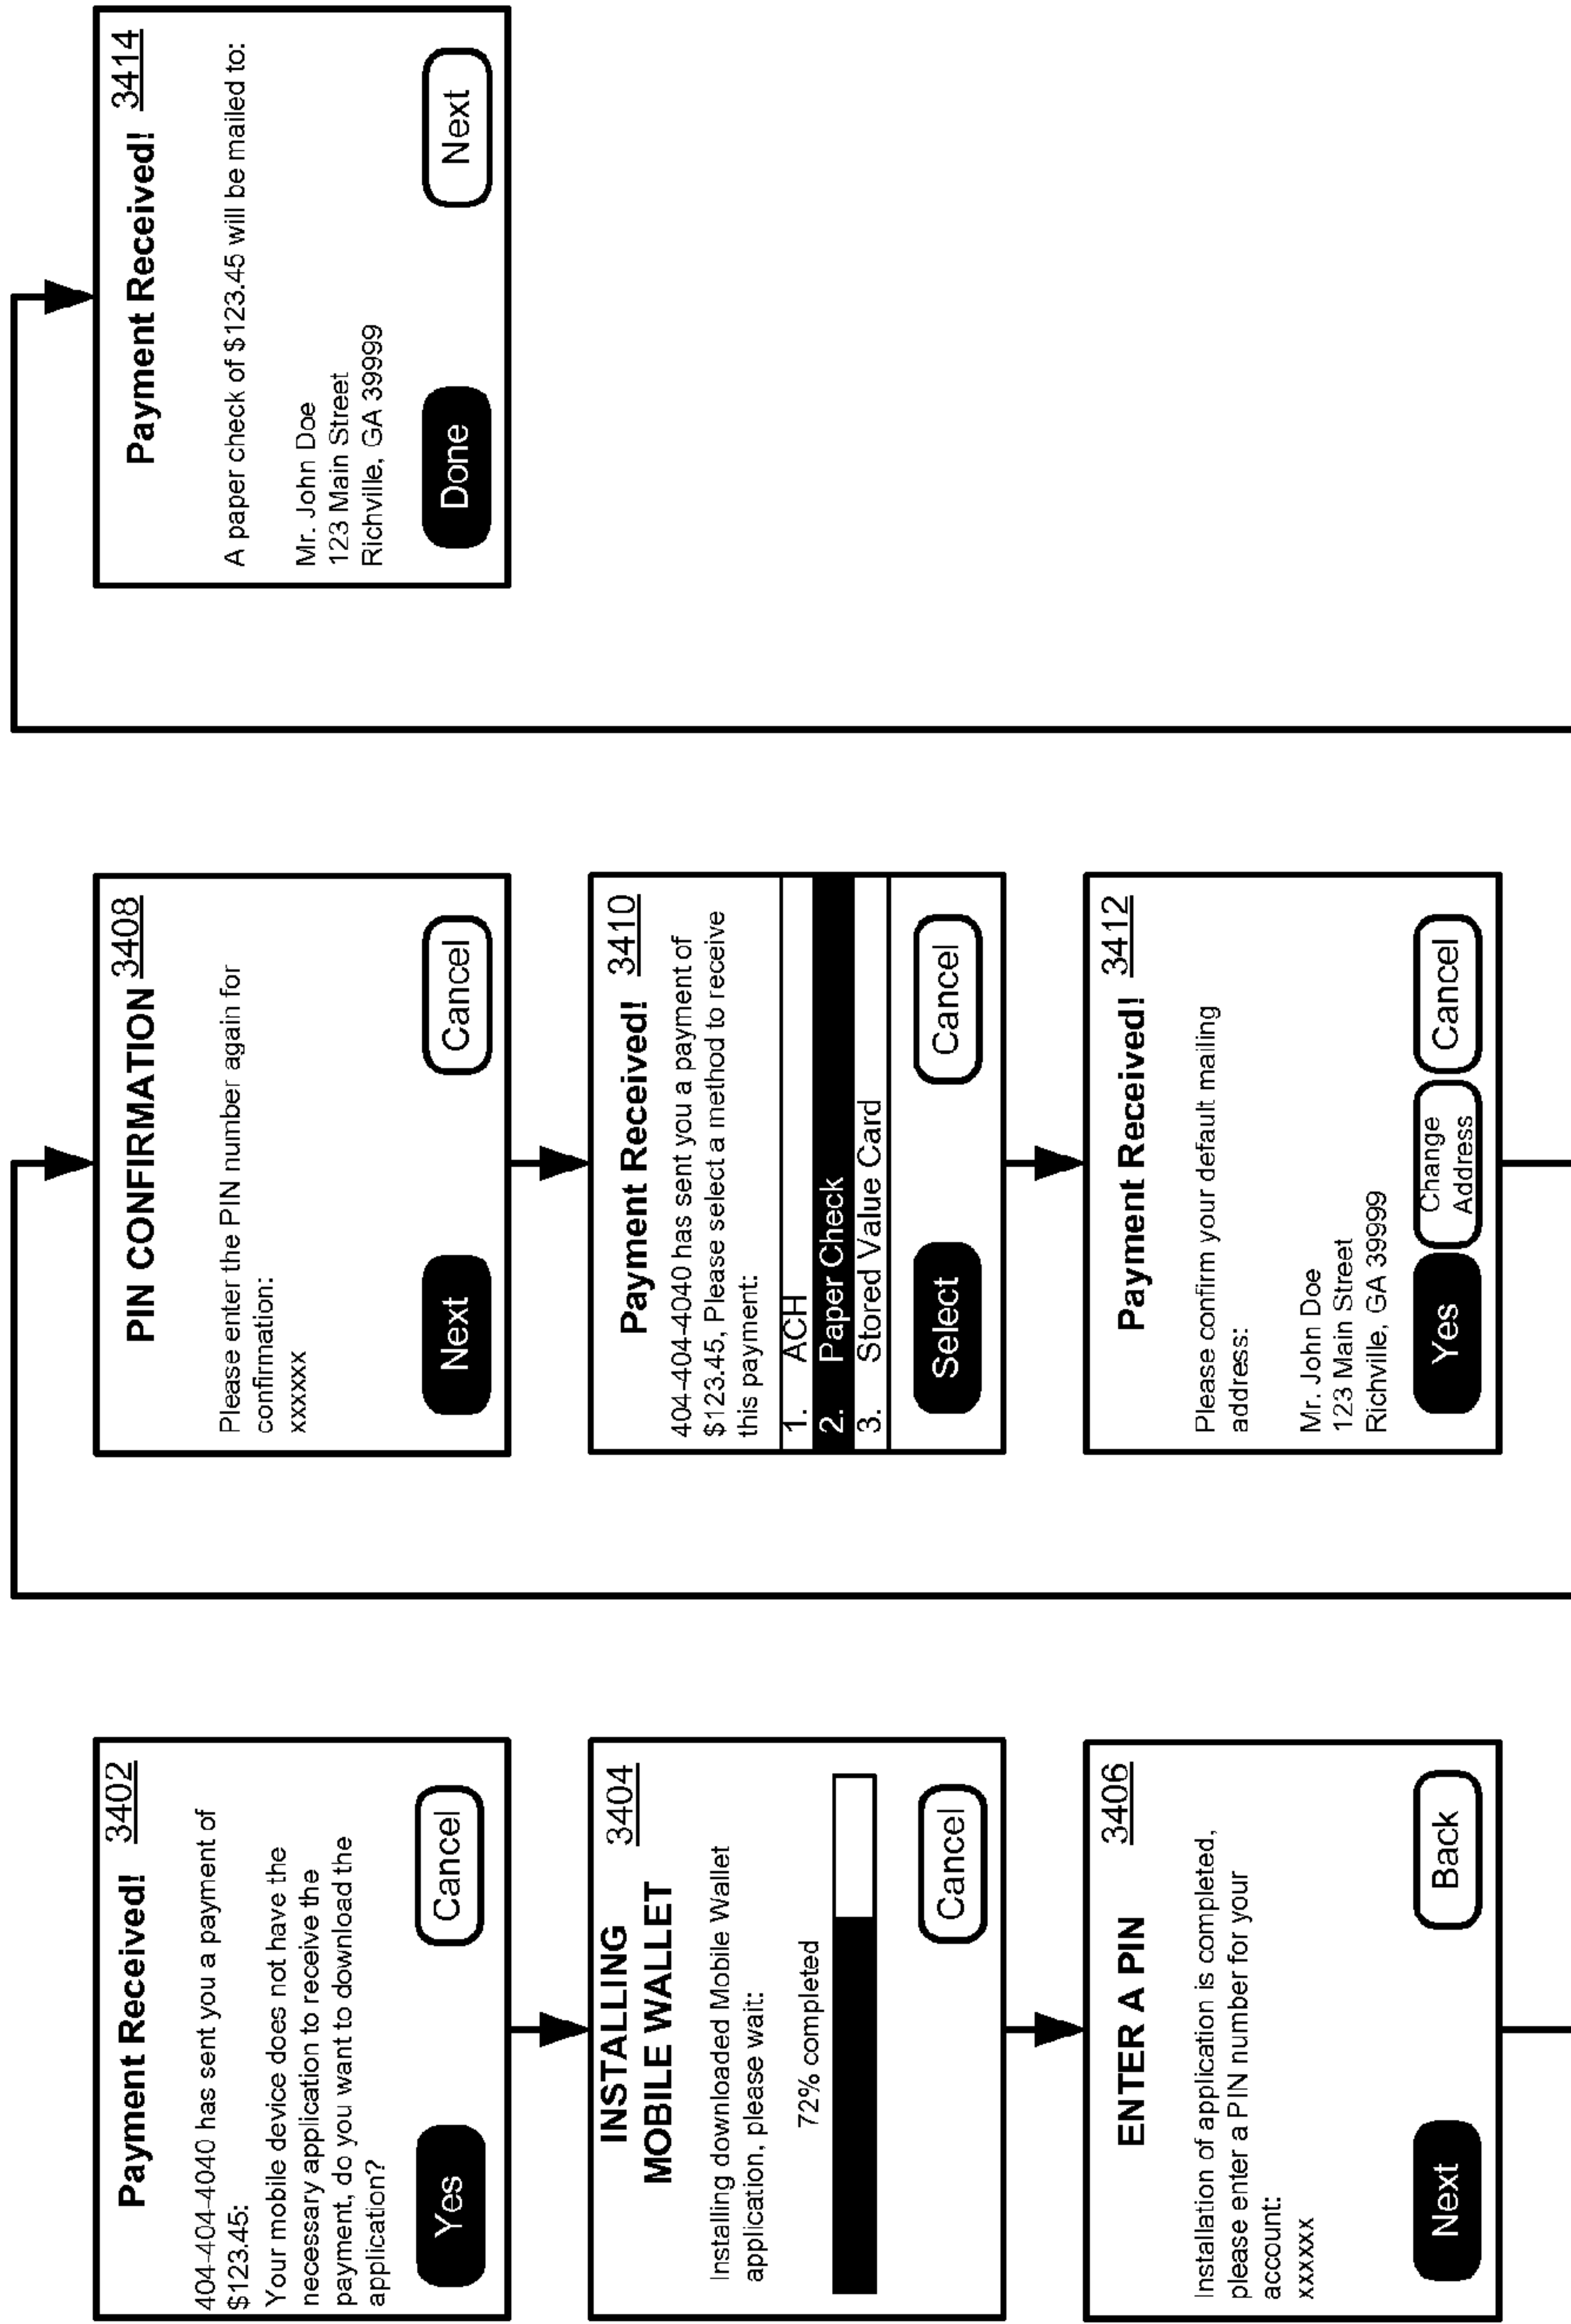 Payment Received! 3402
404-404-4040 has sent you a payment of
$123.45:
Your mobile device does not have the
necessary application to receive the
payment, do you want to download the
application?
Yes
Cancel
INSTALLING 3404
MOBILE WALLET
Installing downloaded Mobile Wallet
application, please wait:
72% completed
Cancel
ENTER A PIN 3406
Installation of application is completed,
please enter a PIN number for your
account:
xxxxxx
Next
Back
PIN CONFIRMATION 3408
Please enter the PIN number again for
confirmation:
xxxxxx
Next
Cancel
Payment Received! 3410
404-404-4040 has sent you a payment of
$123.45, Please select a method to receive
this payment:
1. ACH
2. Paper Check
3. Stored Value Card
Select
Cancel
Payment Received! 3412
Please confirm your default mailing
address:
Mr. John Doe
123 Main Street
Richville, GA 39999
Yes
Change
Address
Cancel
Payment Received! 3414
A paper check of $123.45 will be mailed to:
Mr. John Doe
123 Main Street
Richville, GA 39999
Done
Next